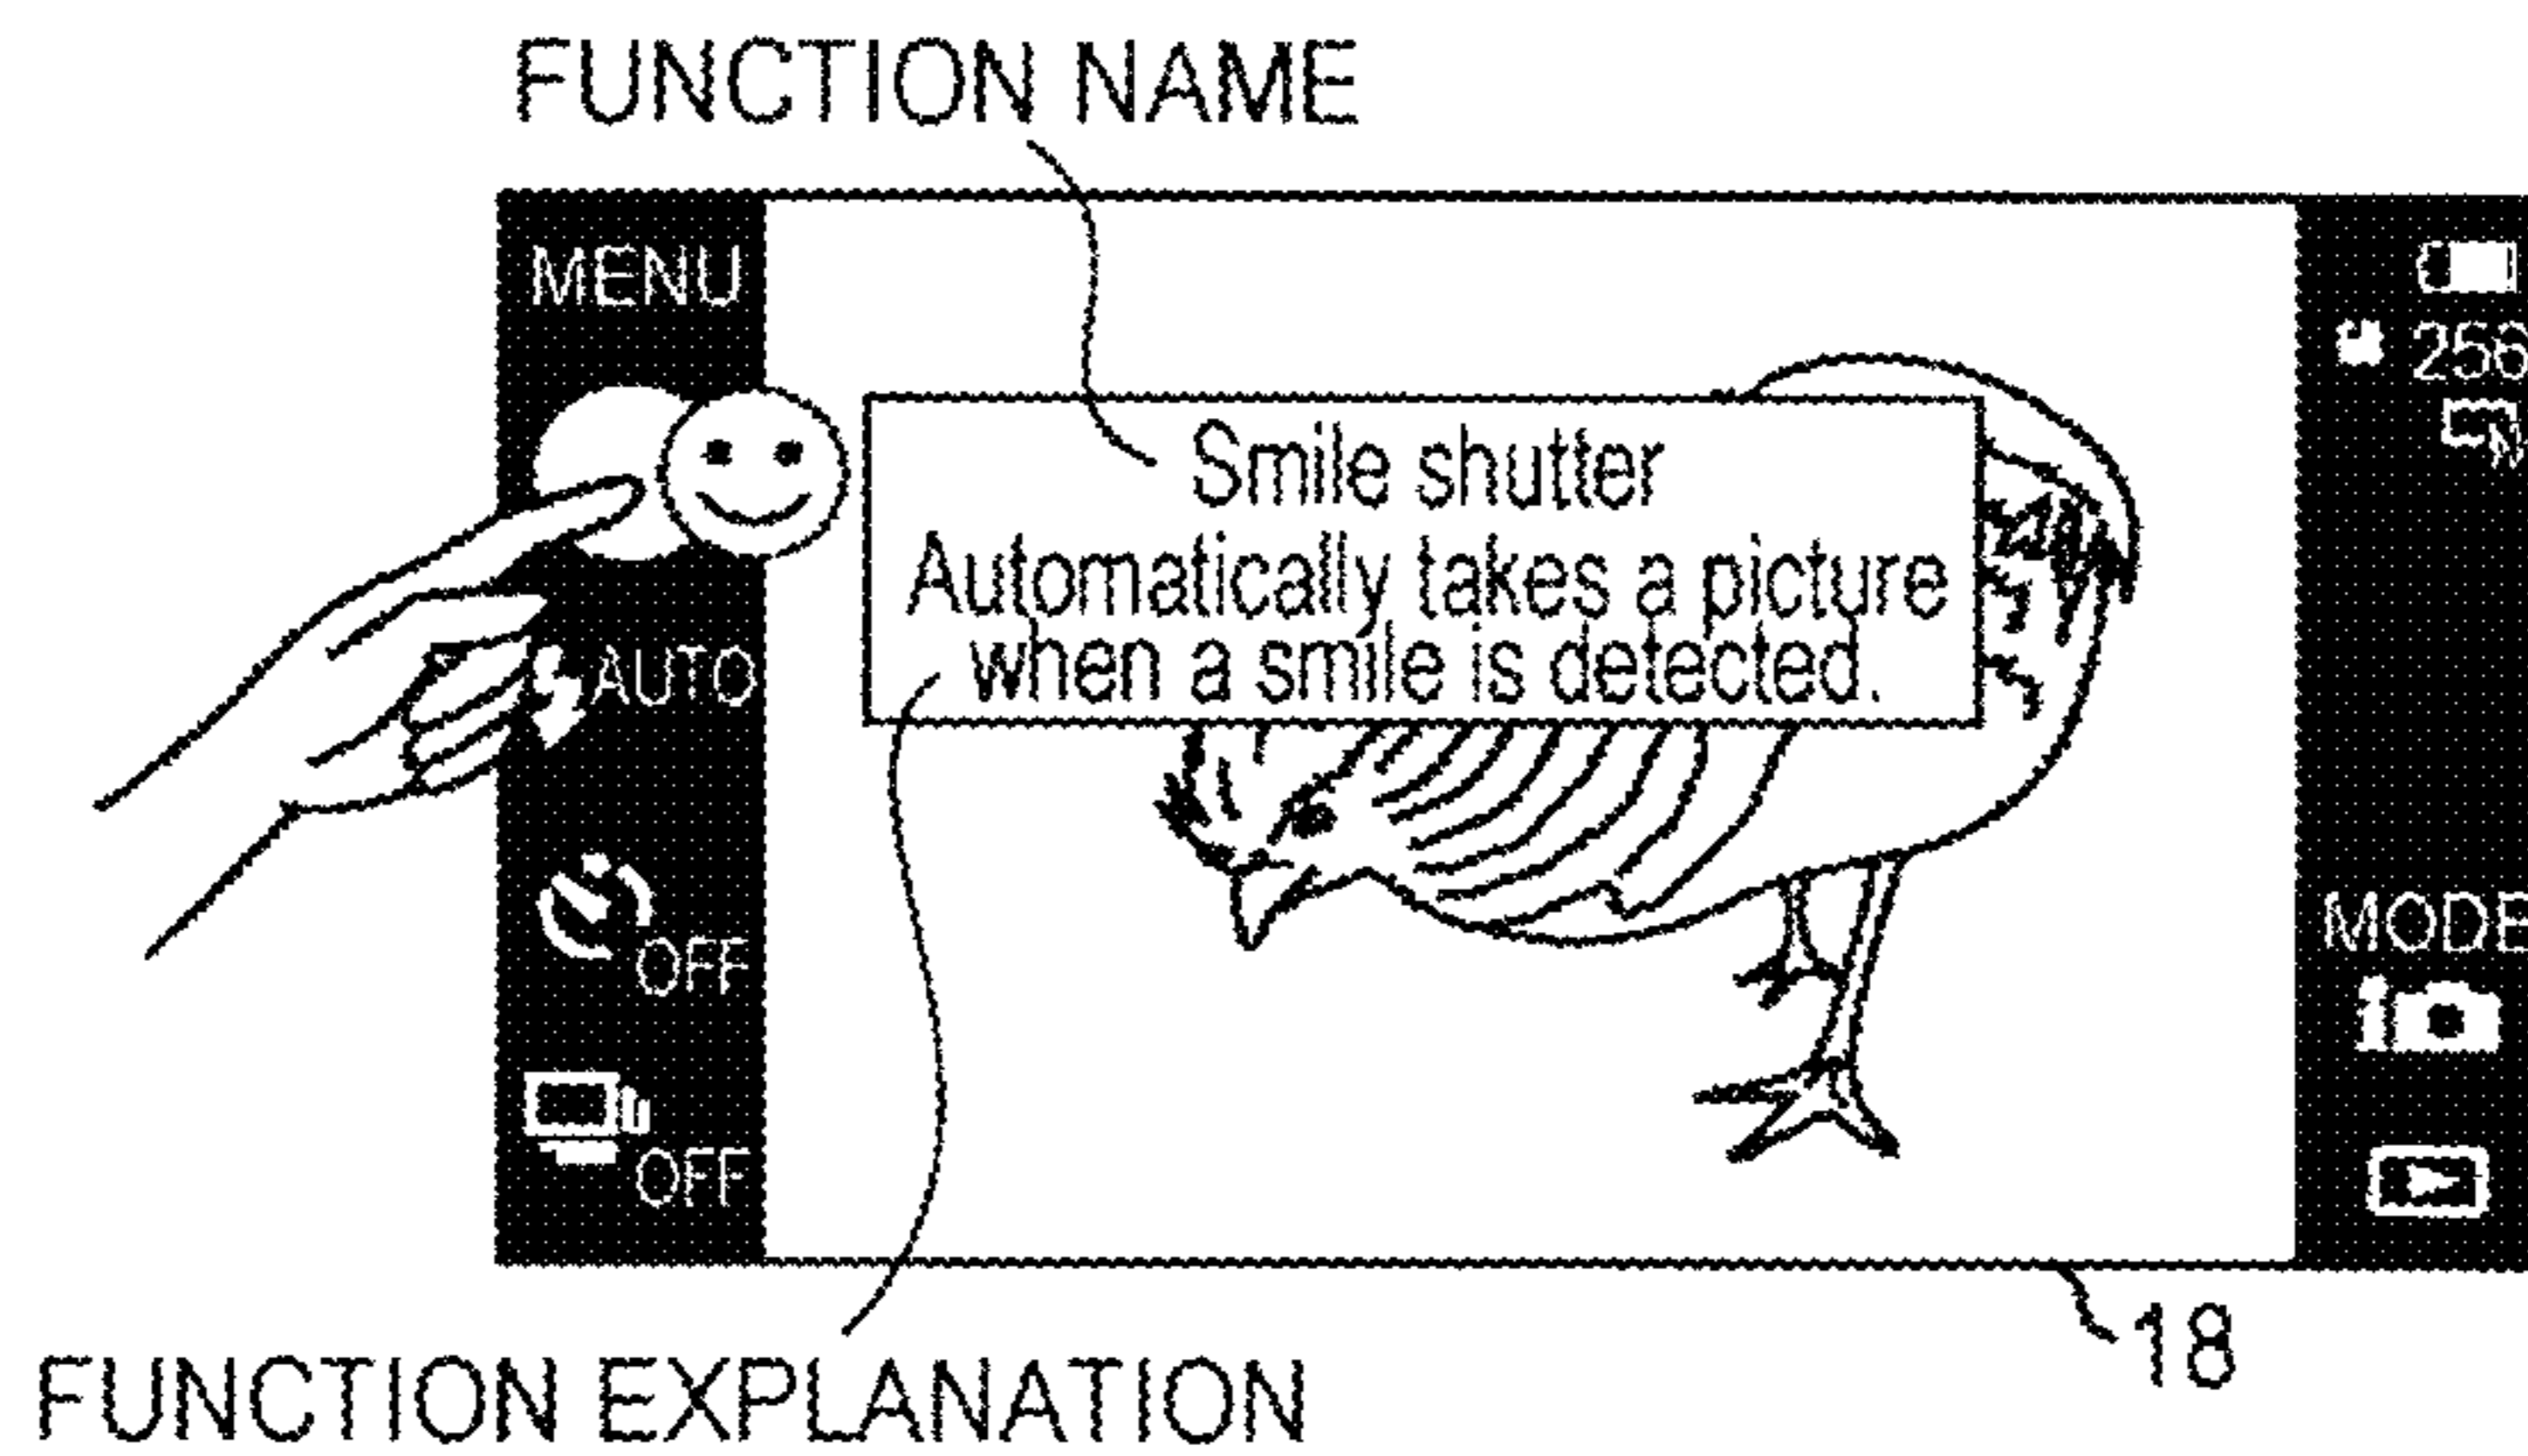 FUNCTION NAME
MENU
256
Smile shutter
Automatically takes a picture
when a smile is detected.
AUTO
OFF
MODE
OFF
18
FUNCTION EXPLANATION